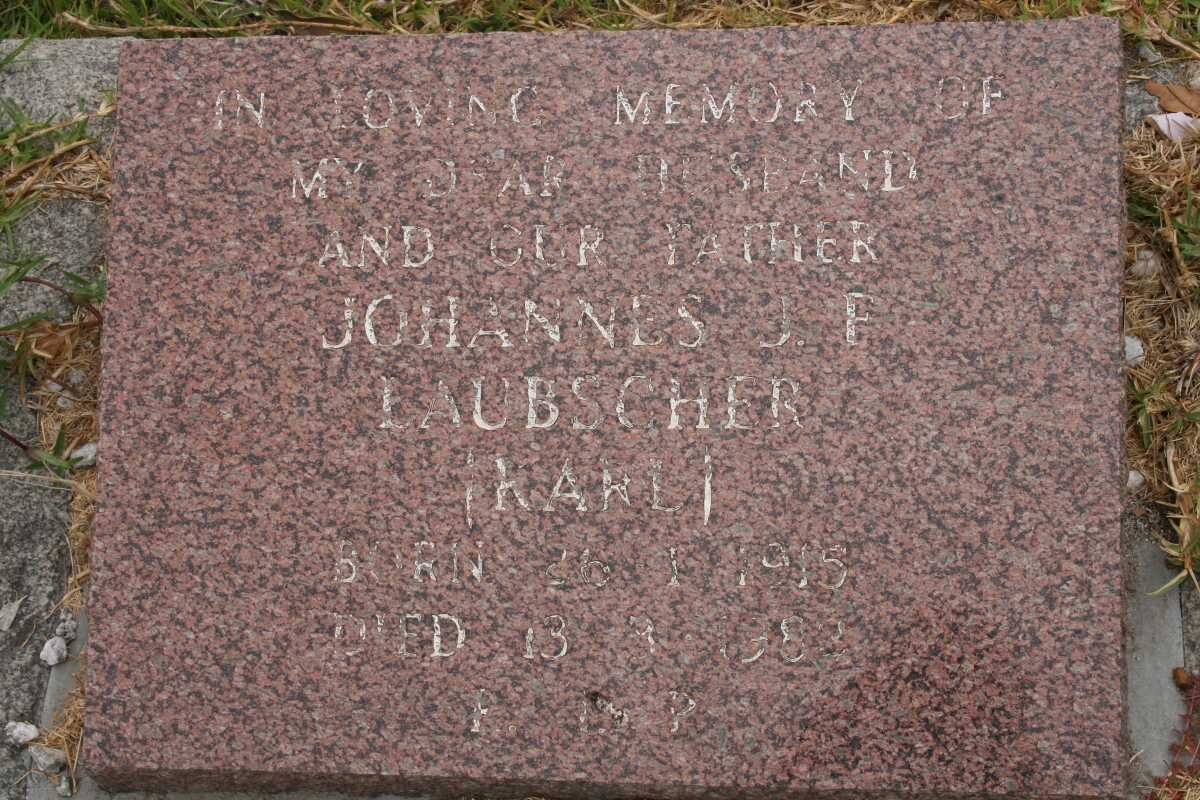 IN LOVING MEMORY OF
MY DEAR HUSBAND
AND OUR FATHER
JOHANNES J. F
LAUBSCHER
(KARL)
BORN 26 1 1915
DIED 13
R. I. P